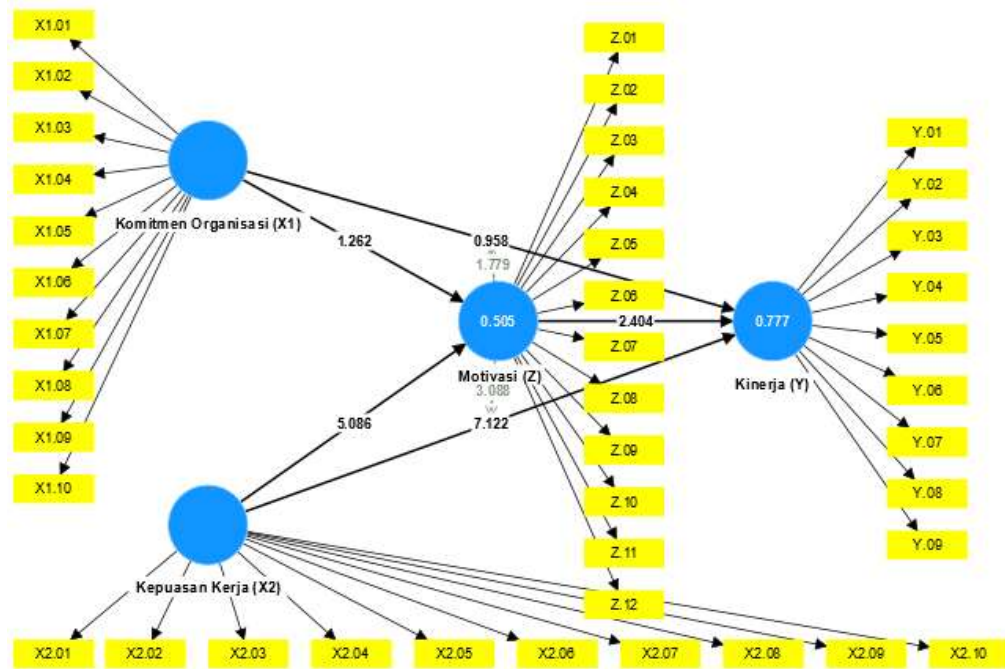 X1.01
X1.02
X1.03
X1.04
X1.05
X1.06
X1.07
X1.08
X1.09
X1.10
Komitmen Organisasi (X1)
1.262
0.958
1.779
5.086
3.088
7.122
2.404
Z.01
Z.02
Z.03
Z.04
Z.05
Z.06
Z.07
Z.08
Z.09
Z.10
Z.11
Z.12
0.505
Motivasi (Z)
0.777
Kinerja (Y)
Y.01
Y.02
Y.03
Y.04
Y.05
Y.06
Y.07
Y.08
Y.09
Kepuasan Kerja (X2)
X2.01
X2.02
X2.03
X2.04
X2.05
X2.06
X2.07
X2.08
X2.09
X2.10